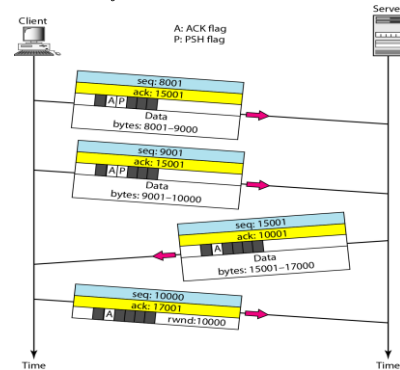 Client
A: ACK flag
P: PSH flag
seq: 8001
ack: 15001
A P
Data
bytes: 8001–9000
seq: 9001
ack: 15001
A P
Data
bytes: 9001–10000
seq: 15001
ack: 10001
A
Data
bytes: 15001–17000
seq: 10000
ack: 17001
A
rwnd:10000
Time
Time